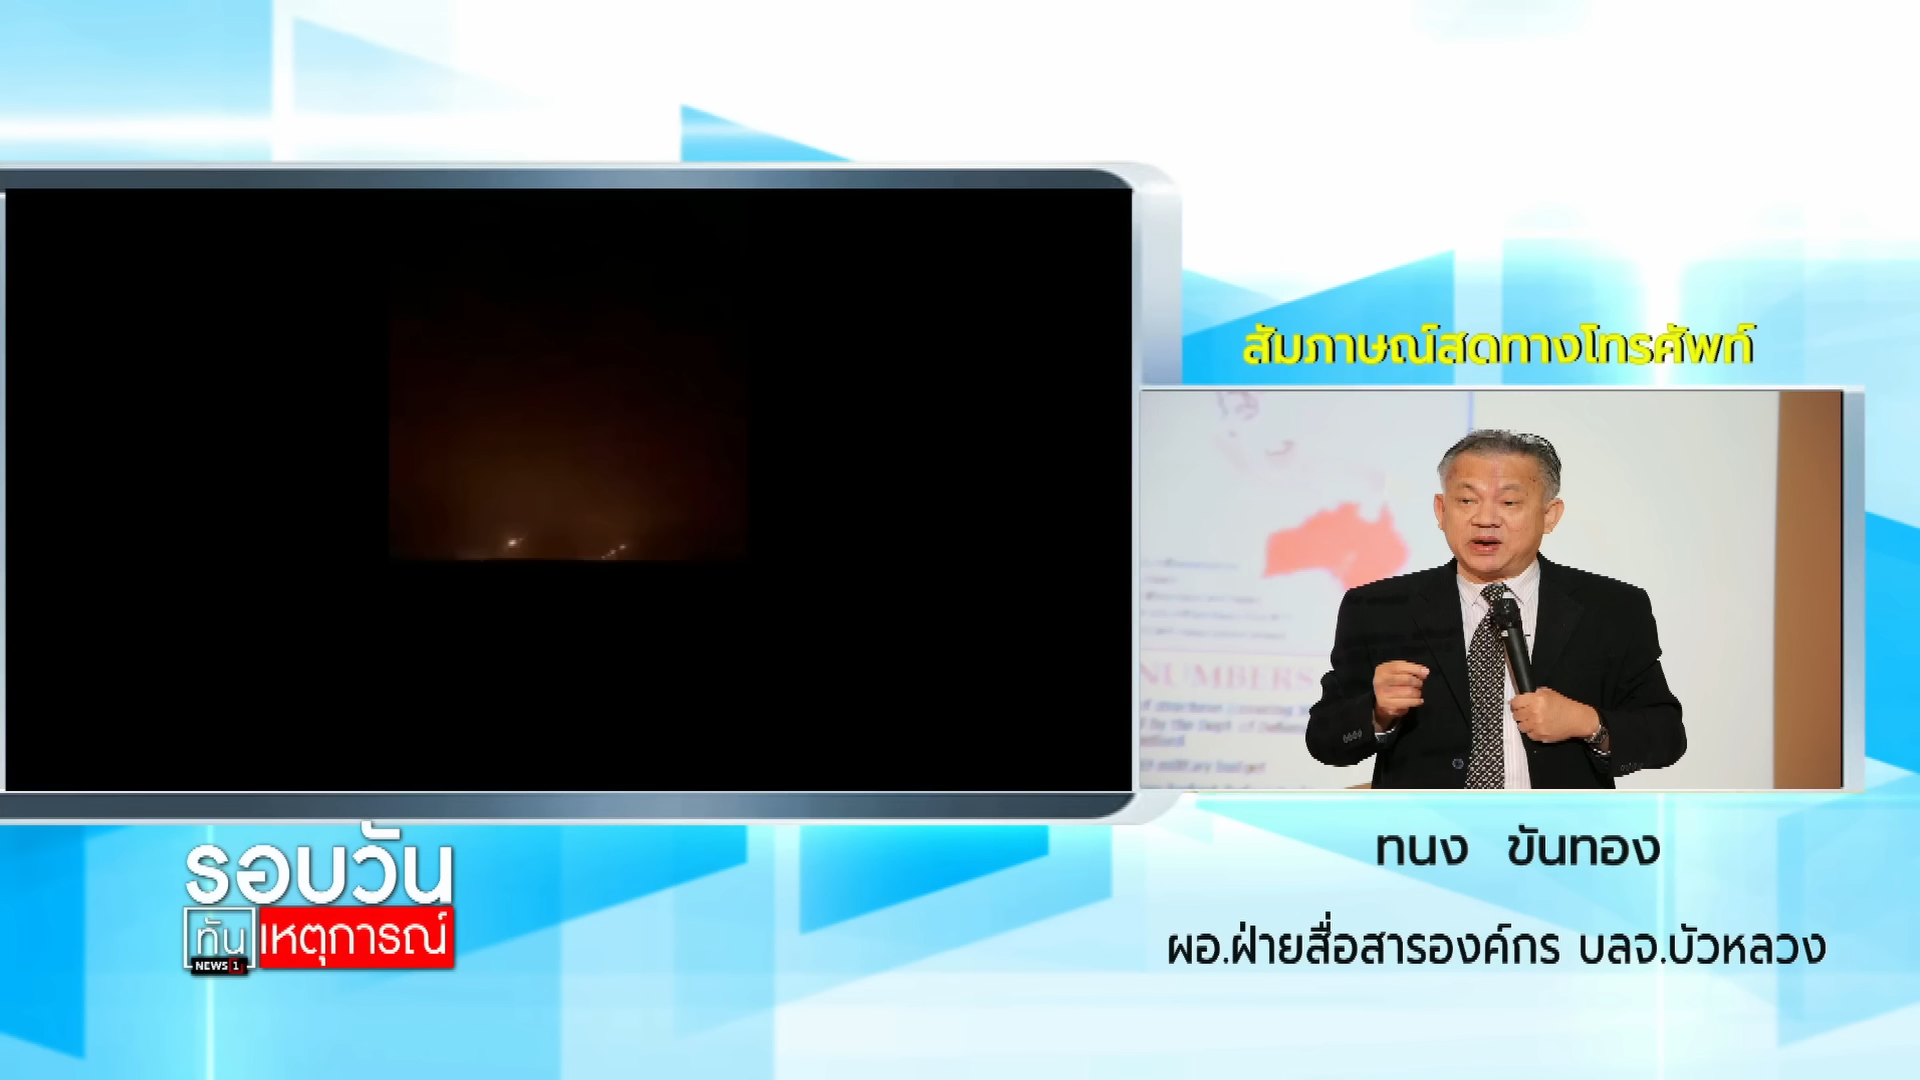 สัมภาษณ์สดทางโทรศัพท์
NUMBERS
military budget
ทนง ขันทอง
ผอ.ฝ่ายสื่อสารองค์กร บลจ.บัวหลวง
รอบวัน
ทัน เหตุการณ์
NEWS 1